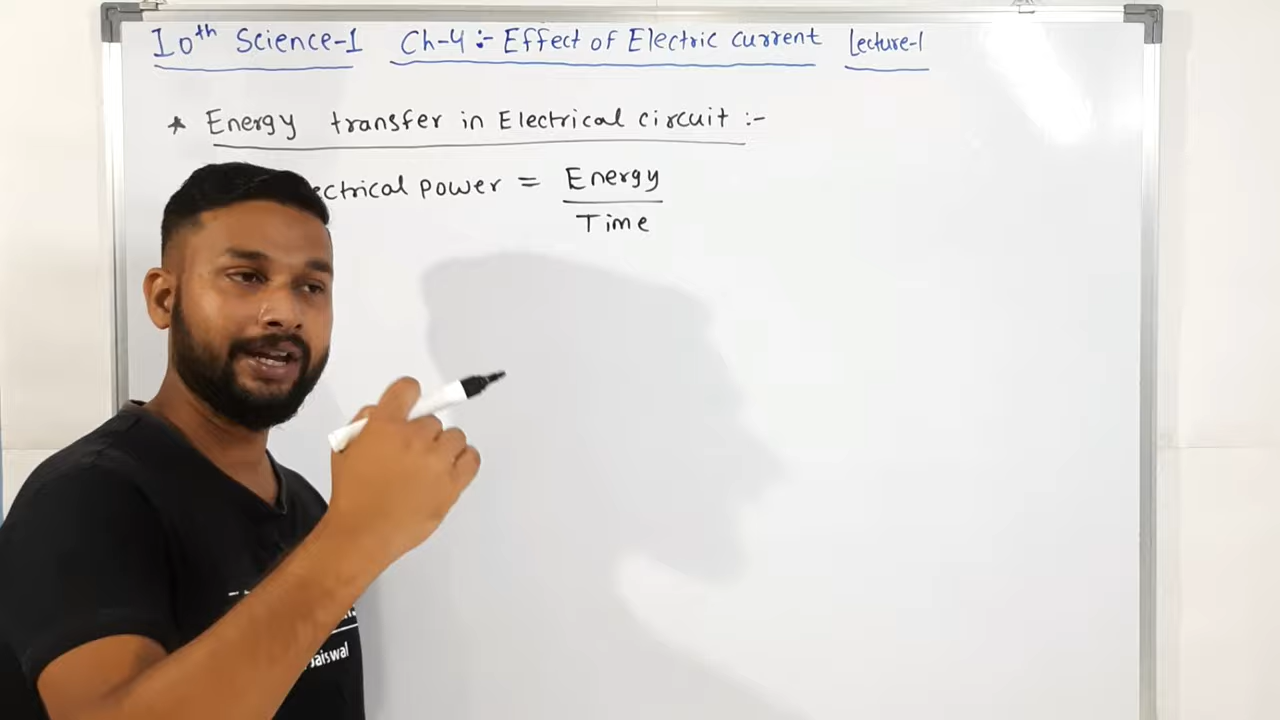 10th Science-1 Ch-4 :- Effect of Electric current Lecture-1
* Energy transfer in Electrical circuit :-
ectrical power = Energy
Time
Jaiswal